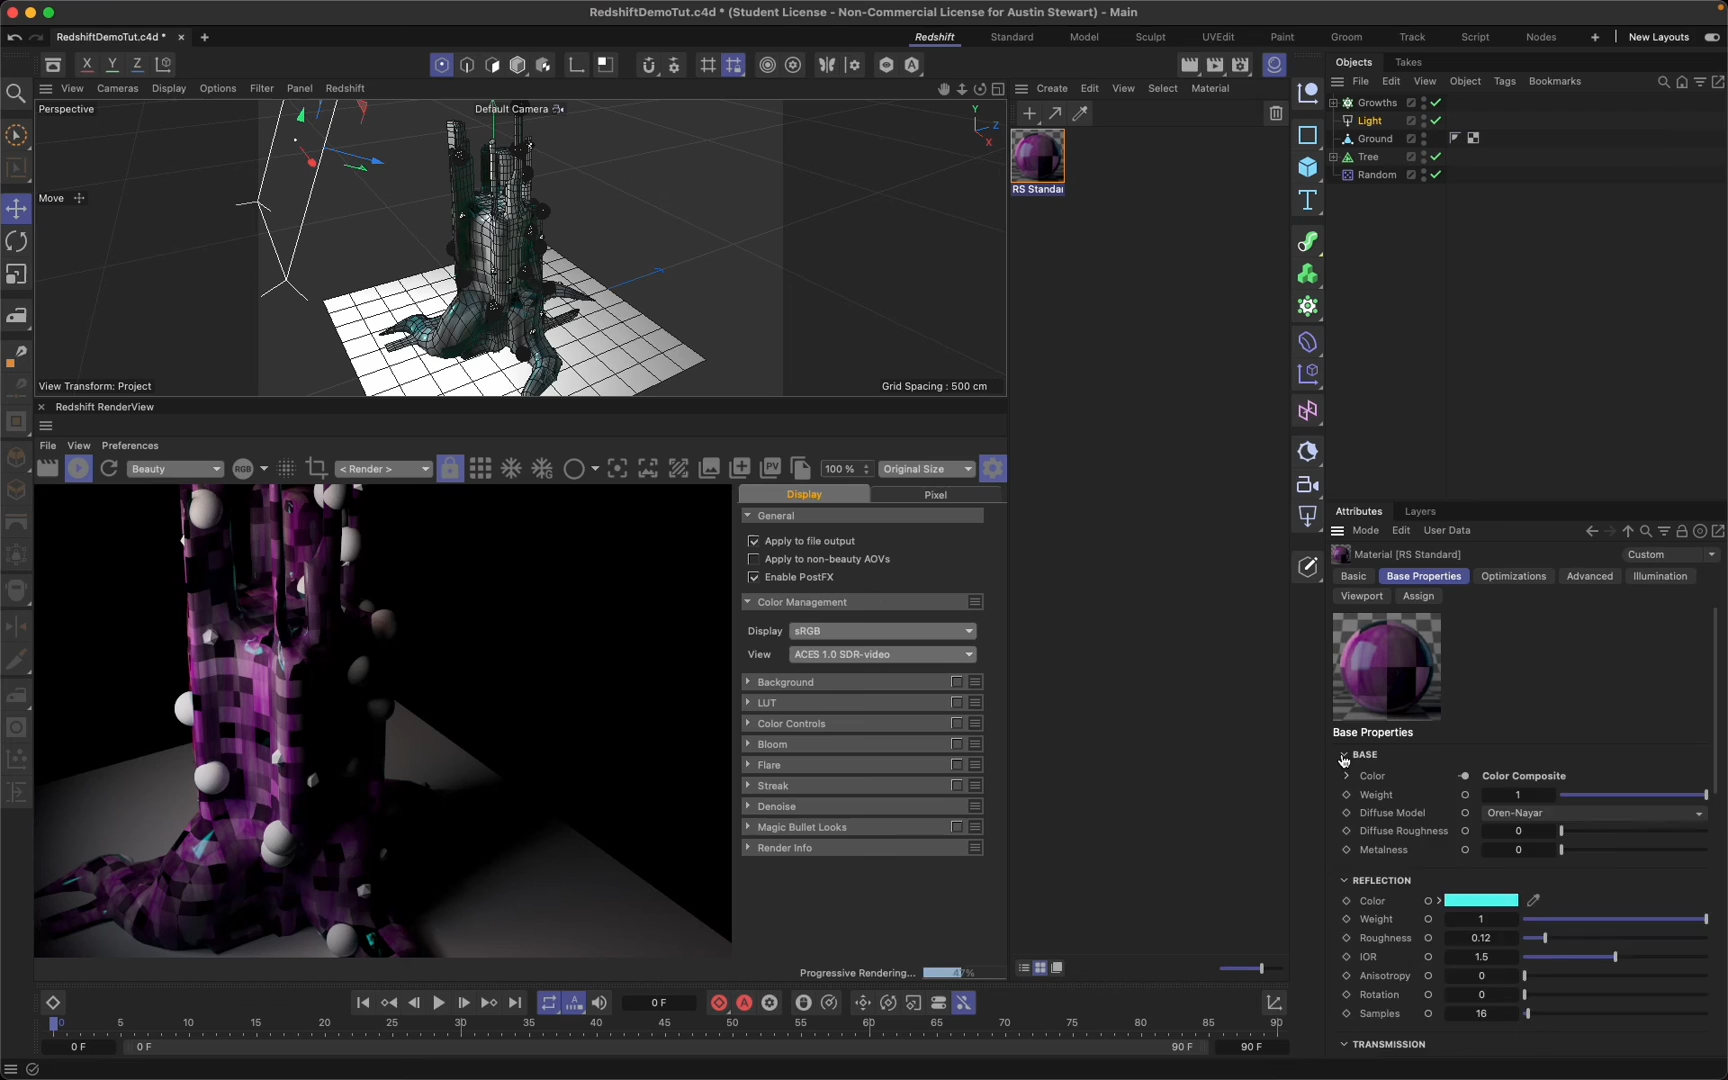 RedshiftDemoTut.c4d * (Student License - Non-Commercial License for Austin Stewart) - Main
RedshiftDemoTut.c4d * × +
Redshift Standard Model Sculpt UVEdit Paint Groom Track Script Nodes + New Layouts
X Y Z
View Cameras Display Options Filter Panel Redshift
Perspective
Default Camera
Y
Z
X
Move
View Transform: Project
Grid Spacing : 500 cm
Create Edit View Select Material
RS Standar
Objects Takes
File Edit View Object Tags Bookmarks
Growths
Light
Ground
Tree
Random
× Redshift RenderView
File View Preferences
Beauty
RGB
< Render >
PV
100 %
Original Size
Display Pixel
General
Apply to file output
Apply to non-beauty AOVs
Enable PostFX
Color Management
Display sRGB
View ACES 1.0 SDR-video
Background
LUT
Color Controls
Bloom
Flare
Streak
Denoise
Magic Bullet Looks
Render Info
Progressive Rendering... 47%
Attributes Layers
Mode Edit User Data
Material [RS Standard] Custom
Basic Base Properties Optimizations Advanced Illumination
Viewport Assign
Base Properties
BASE
Color Color Composite
Weight 1
Diffuse Model Oren-Nayar
Diffuse Roughness 0
Metalness 0
REFLECTION
Color
Weight 1
Roughness 0.12
IOR 1.5
Anisotropy 0
Rotation 0
Samples 16
TRANSMISSION
0 F
0 5 10 15 20 25 30 35 40 45 50 55 60 65 70 75 80 85 90
0 F 0 F 90 F 90 F